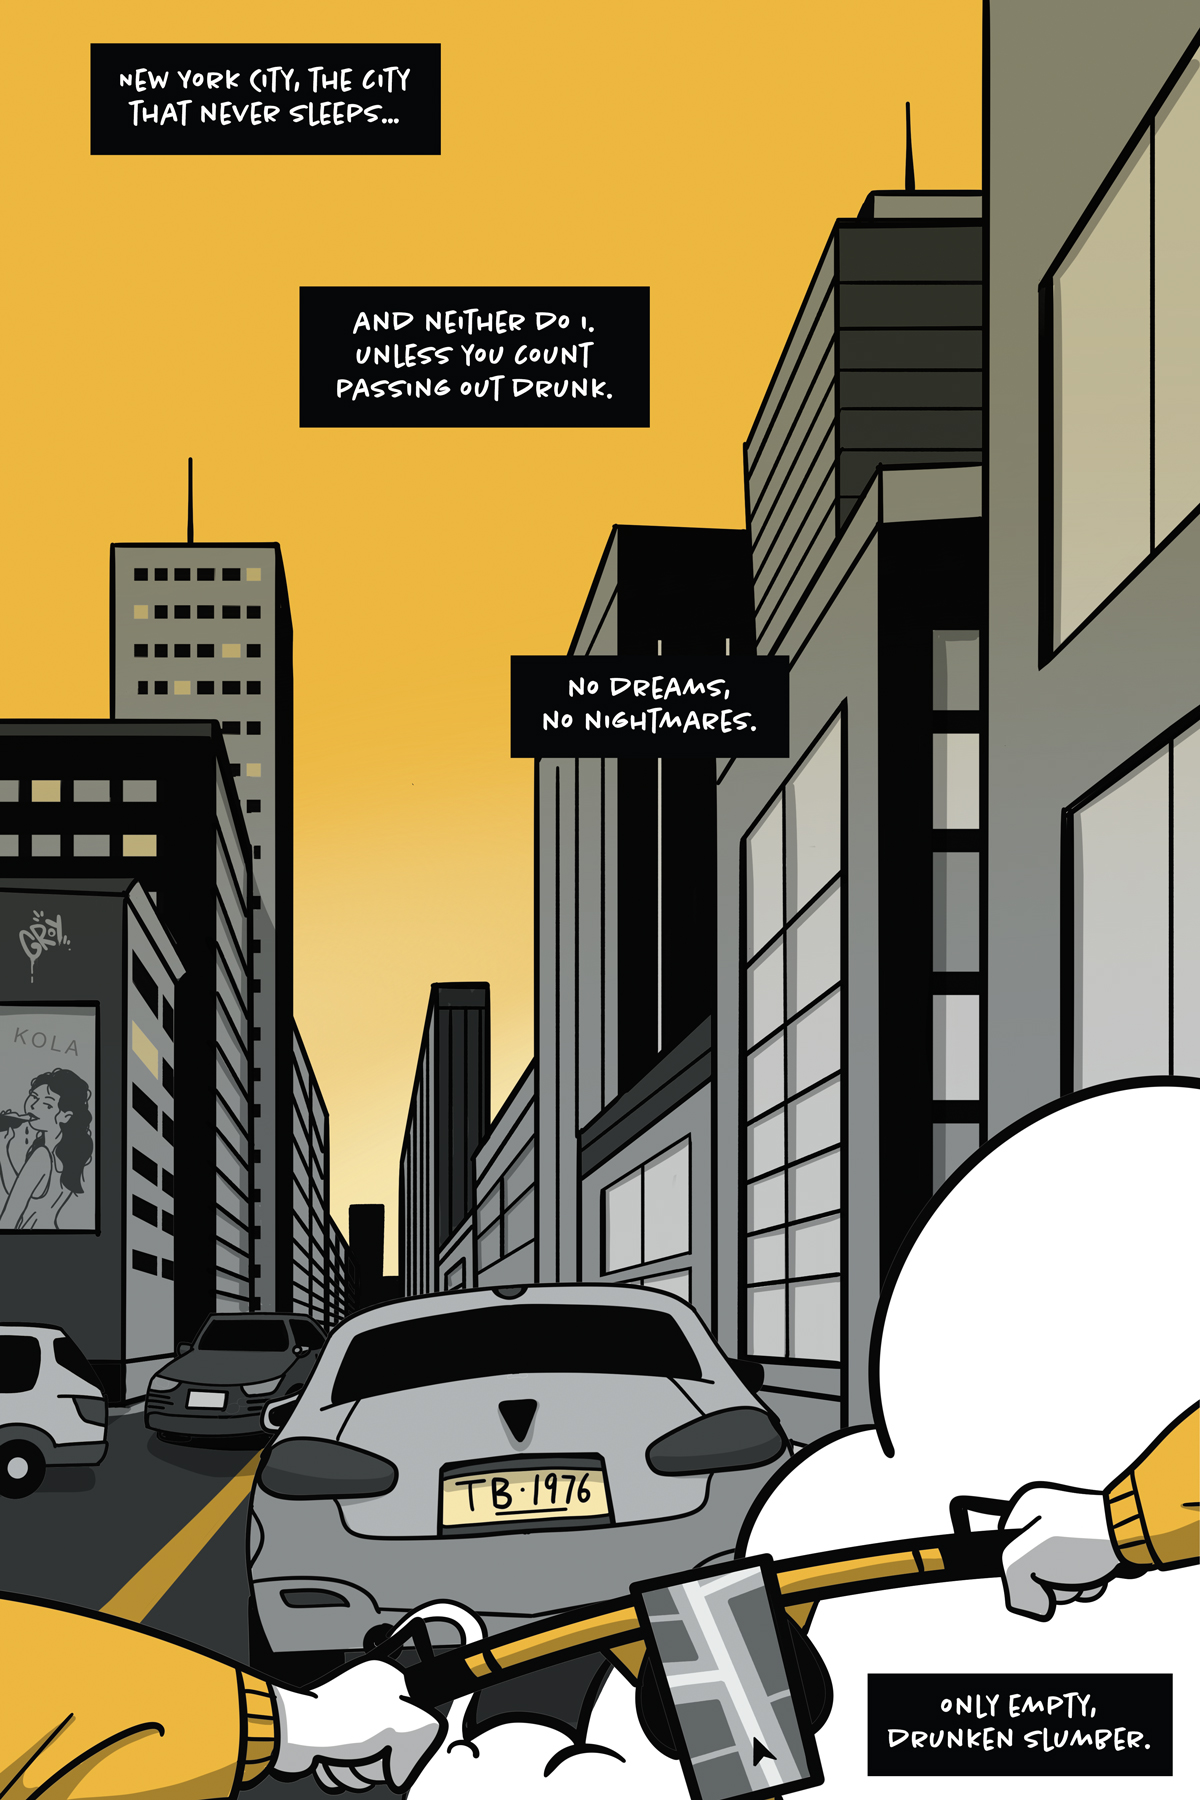 NEW YORK CITY, THE CITY
THAT NEVER SLEEPS...
AND NEITHER DO I.
UNLESS YOU COUNT
PASSING OUT DRUNK.
NO DREAMS,
NO NIGHTMARES.
GROY
KOLA
TB·1976
ONLY EMPTY,
DRUNKEN SLUMBER.